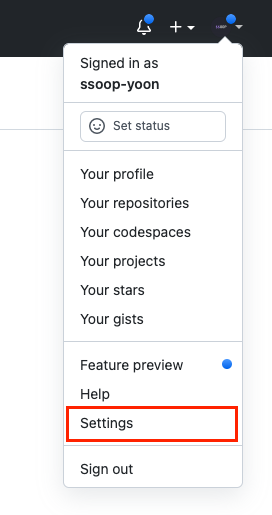 Signed in as
ssoop-yoon
Set status
Your profile
Your repositories
Your codespaces
Your projects
Your stars
Your gists
Feature preview
Help
Settings
Sign out